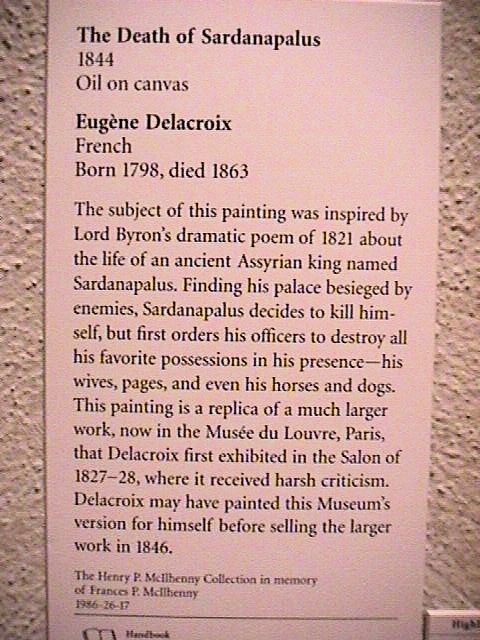 The Death of Sardanapalus
1844
Oil on canvas
Eugène Delacroix
French
Born 1798, died 1863
The subject of this painting was inspired by
Lord Byron's dramatic poem of 1821 about
the life of an ancient Assyrian king named
Sardanapalus. Finding his palace besieged by
enemies, Sardanapalus decides to kill him-
self, but first orders his officers to destroy all
his favorite possessions in his presence—his
wives, pages, and even his horses and dogs.
This painting is a replica of a much larger
work, now in the Musée du Louvre, Paris,
that Delacroix first exhibited in the Salon of
1827–28, where it received harsh criticism.
Delacroix may have painted this Museum's
version for himself before selling the larger
work in 1846.
The Henry P. McIlhenny Collection in memory
of Frances P. McIlhenny
1986-26-17
Handbook